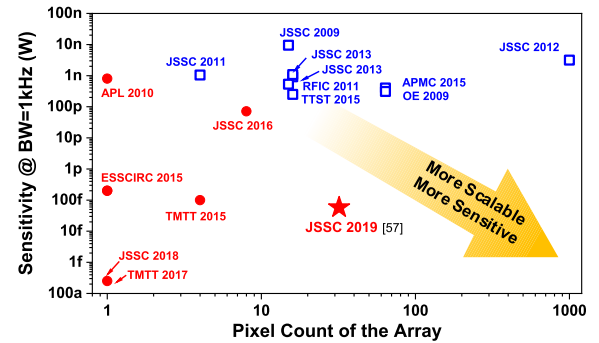 Sensitivity @ BW=1kHz (W)
100n
10n
1n
100p
10p
1p
100f
10f
1f
100a
JSSC 2009
JSSC 2012
JSSC 2011
JSSC 2013
JSSC 2013
APL 2010
RFIC 2011
TTST 2015
APMC 2015
OE 2009
JSSC 2016
ESSCIRC 2015
TMTT 2015
JSSC 2019 [57]
More Scalable
More Sensitive
JSSC 2018
TMTT 2017
1
10
100
1000
Pixel Count of the Array